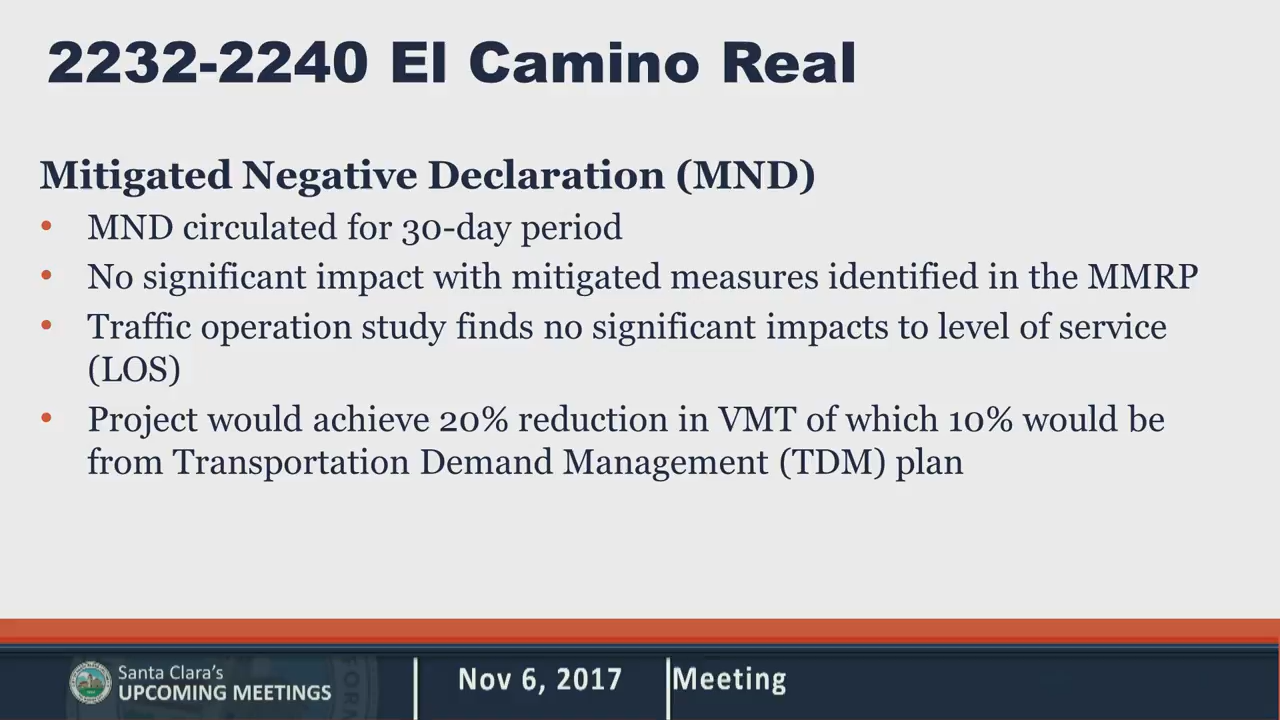 2232-2240 El Camino Real
Mitigated Negative Declaration (MND)
• MND circulated for 30-day period
• No significant impact with mitigated measures identified in the MMRP
• Traffic operation study finds no significant impacts to level of service
(LOS)
• Project would achieve 20% reduction in VMT of which 10% would be
from Transportation Demand Management (TDM) plan
Santa Clara's
UPCOMING MEETINGS
Nov 6, 2017
Meeting